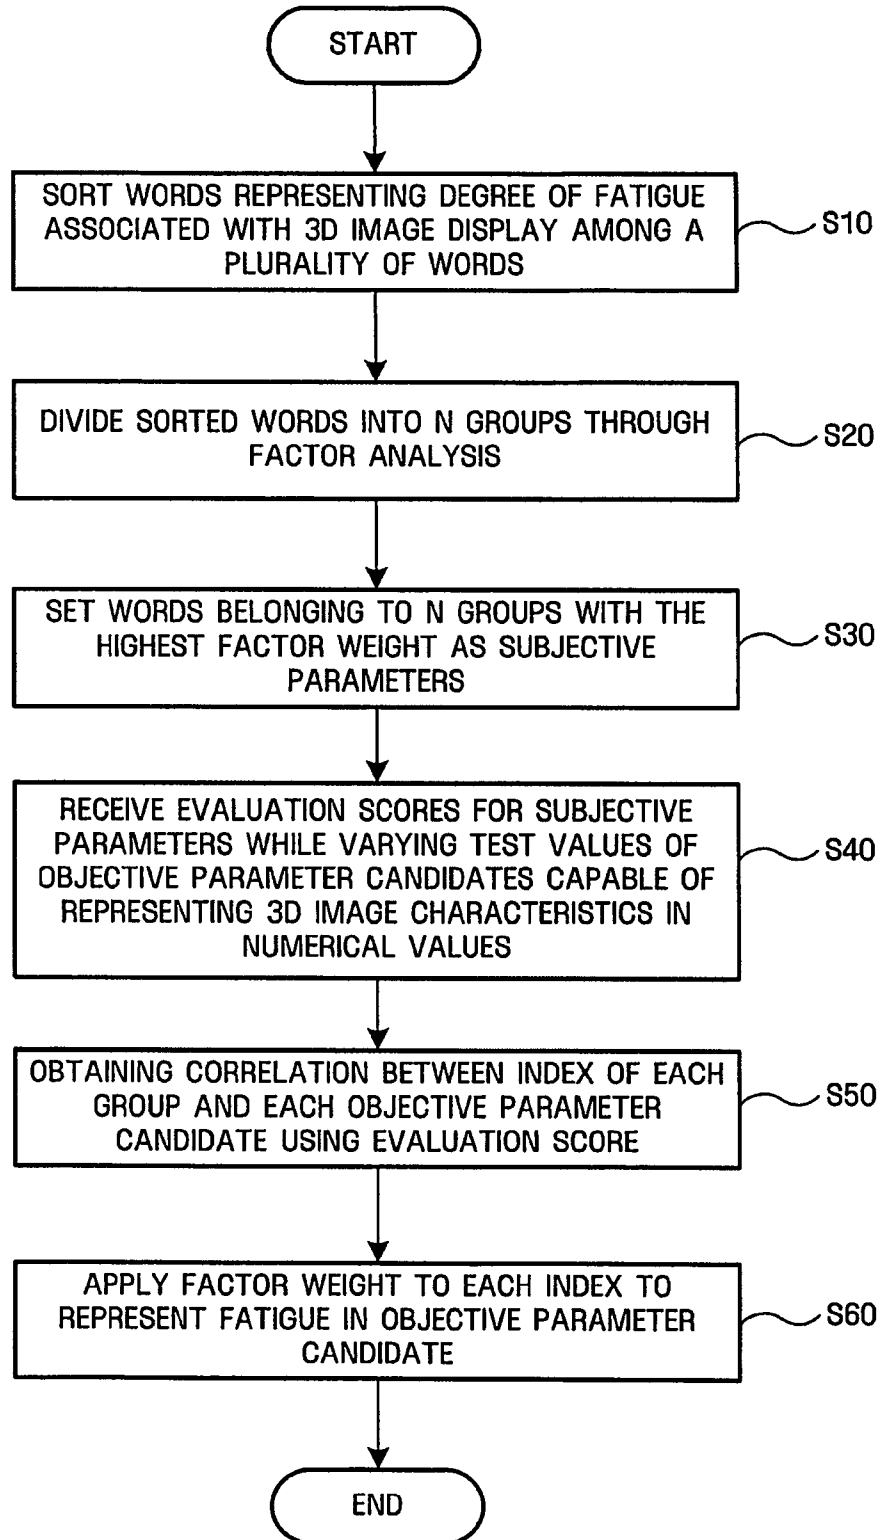 START
SORT WORDS REPRESENTING DEGREE OF FATIGUE
ASSOCIATED WITH 3D IMAGE DISPLAY AMONG A
PLURALITY OF WORDS
S10
DIVIDE SORTED WORDS INTO N GROUPS THROUGH
FACTOR ANALYSIS
S20
SET WORDS BELONGING TO N GROUPS WITH THE
HIGHEST FACTOR WEIGHT AS SUBJECTIVE
PARAMETERS
S30
RECEIVE EVALUATION SCORES FOR SUBJECTIVE
PARAMETERS WHILE VARYING TEST VALUES OF
OBJECTIVE PARAMETER CANDIDATES CAPABLE OF
REPRESENTING 3D IMAGE CHARACTERISTICS IN
NUMERICAL VALUES
S40
OBTAINING CORRELATION BETWEEN INDEX OF EACH
GROUP AND EACH OBJECTIVE PARAMETER
CANDIDATE USING EVALUATION SCORE
S50
APPLY FACTOR WEIGHT TO EACH INDEX TO
REPRESENT FATIGUE IN OBJECTIVE PARAMETER
CANDIDATE
S60
END